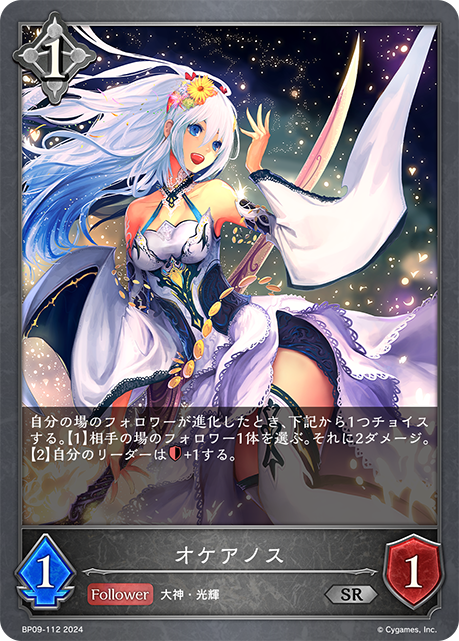 1
自分の場のフォロワーが進化したとき、下記から1つチョイス
する。【1】相手の場のフォロワー1体を選ぶ。それに2ダメージ。
【2】自分のリーダーは+1する。
オケアノス
1
Follower 大神・光輝
SR
1
BP09-112 2024
© Cygames, Inc.